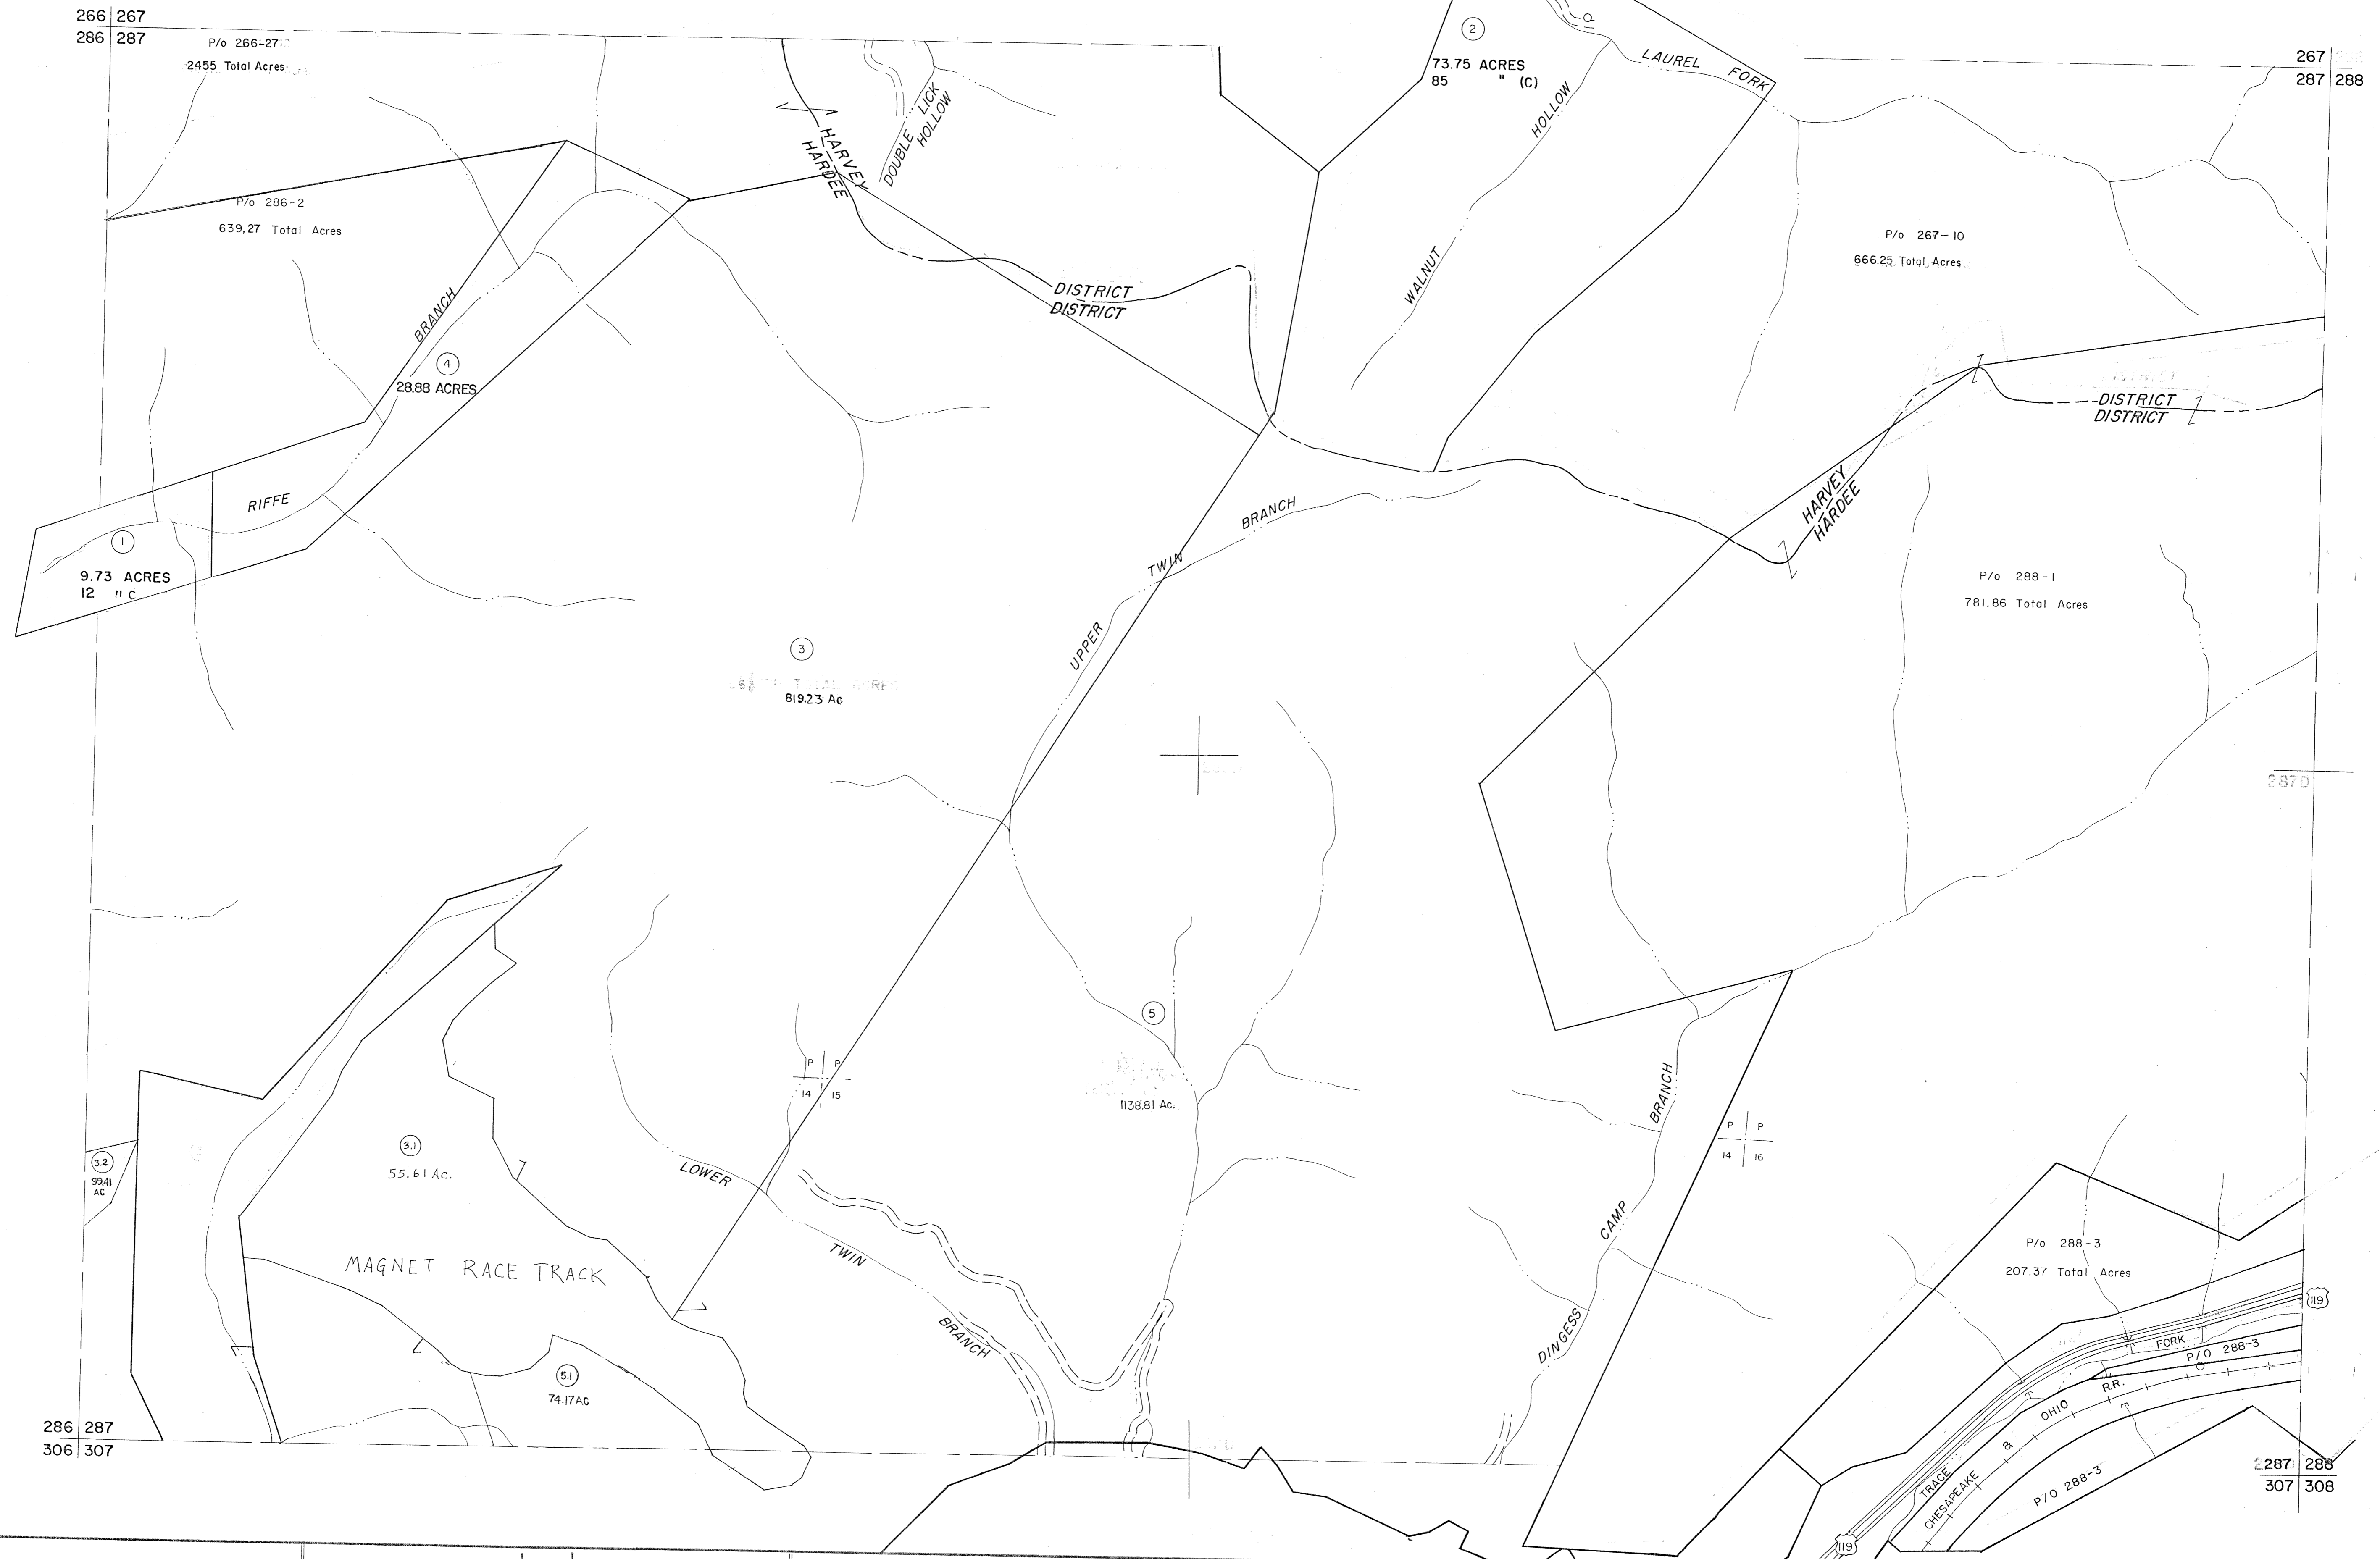 266 267
286 287
P/o 266-27
2455 Total Acres
2
73.75 ACRES
85 " (C)
LAUREL FORK
267
287 288
DOUBLE LICK
HOLLOW
HARVEY
HARDEE
WALNUT HOLLOW
P/o 286-2
639.27 Total Acres
P/o 267-10
666.25 Total Acres
DISTRICT
DISTRICT
4
28.88 ACRES
RIFFE BRANCH
DISTRICT
DISTRICT
HARVEY
HARDEE
1
9.73 ACRES
12 " C
UPPER TWIN BRANCH
P/o 288-1
781.86 Total Acres
3
819.23 Ac
287D
5
1138.81 Ac.
P P
14 15
P P
14 16
3.2
99.41
AC
3.1
55.61 Ac.
LOWER TWIN BRANCH
DINGESS CAMP BRANCH
MAGNET RACE TRACK
P/o 288-3
207.37 Total Acres
119
FORK
P/O 288-3
5.1
74.17 AC
CHESAPEAKE & OHIO R.R.
TRACE
P/O 288-3
119
286 287
306 307
287 288
307 308